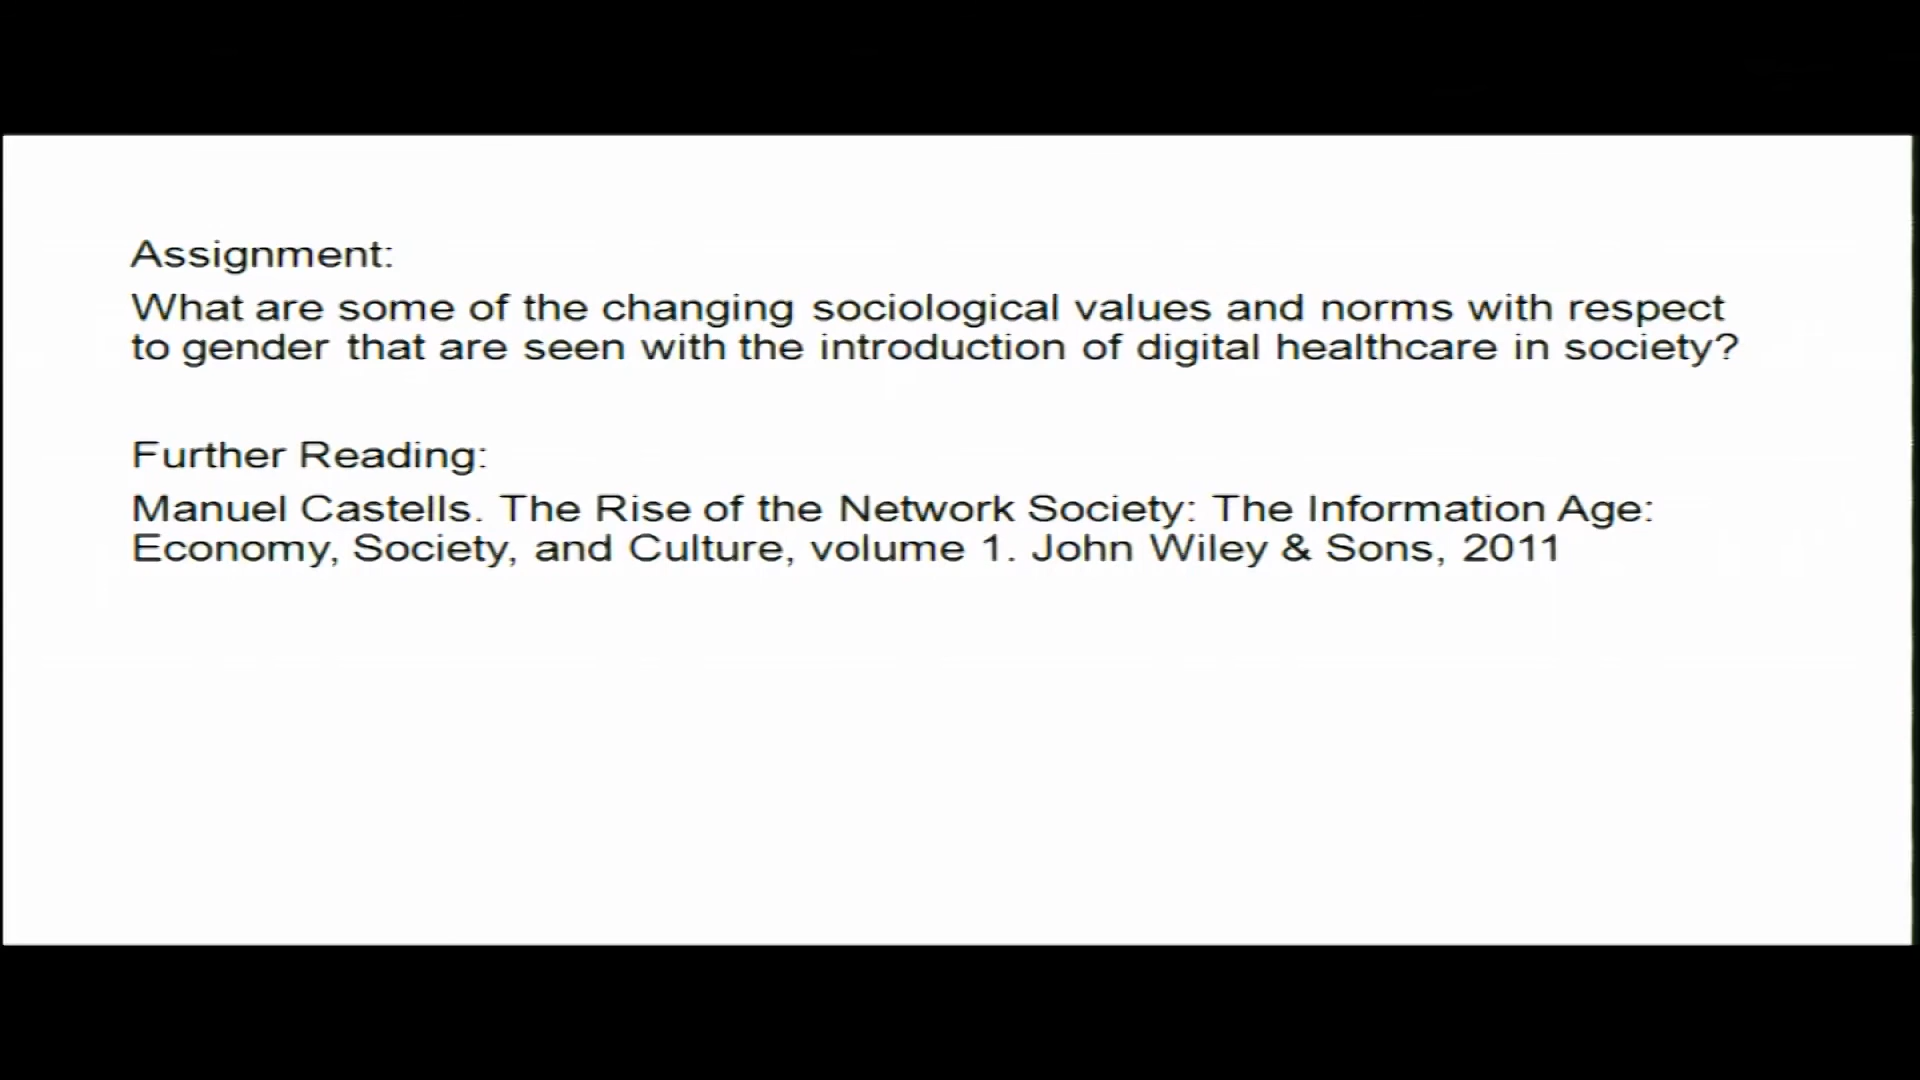 Assignment:
What are some of the changing sociological values and norms with respect
to gender that are seen with the introduction of digital healthcare in society?
Further Reading:
Manuel Castells. The Rise of the Network Society: The Information Age:
Economy, Society, and Culture, volume 1. John Wiley & Sons, 2011